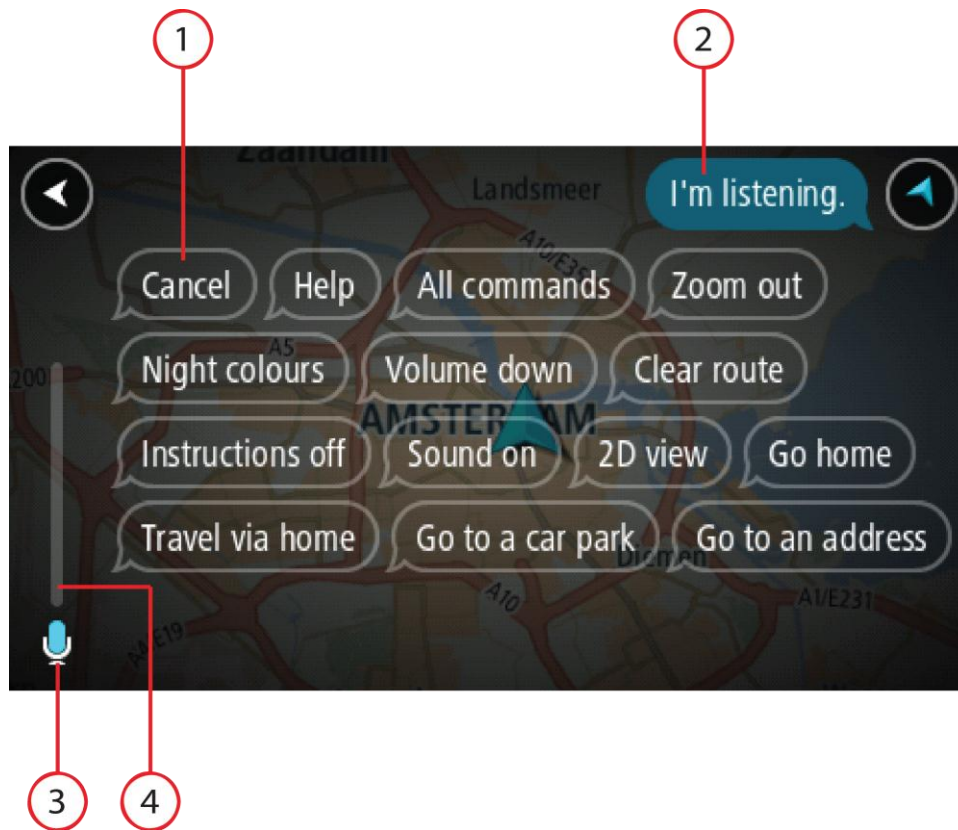 1
2
Zaandam
Landsmeer
I'm listening.
A10/E35
Cancel
Help
All commands
Zoom out
A5
200
Night colours
Volume down
Clear route
AMSTERDAM
Instructions off
Sound on
2D view
Go home
Travel via home
Go to a car park
Go to an address
Diemen
A10
A1/E231
A4/E19
3
4